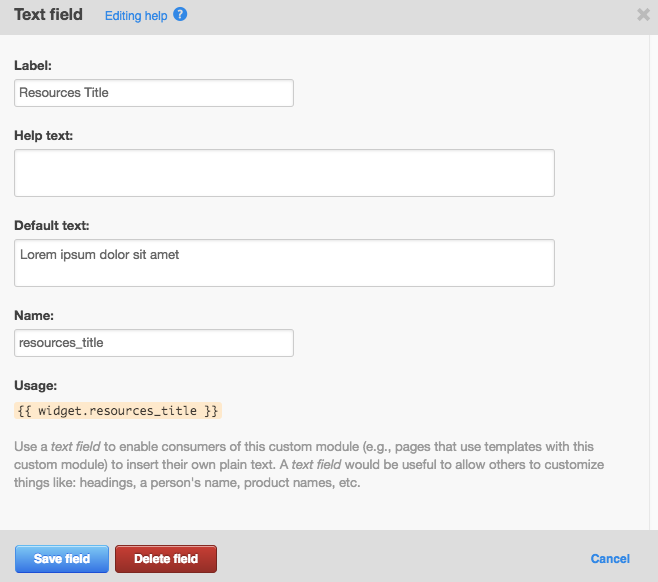 Text field Editing help ?
Label:
Resources Title
Help text:
Default text:
Lorem ipsum dolor sit amet
Name:
resources_title
Usage:
{{ widget.resources_title }}
Use a text field to enable consumers of this custom module (e.g., pages that use templates with this
custom module) to insert their own plain text. A text field would be useful to allow others to customize
things like: headings, a person's name, product names, etc.
Save field Delete field Cancel